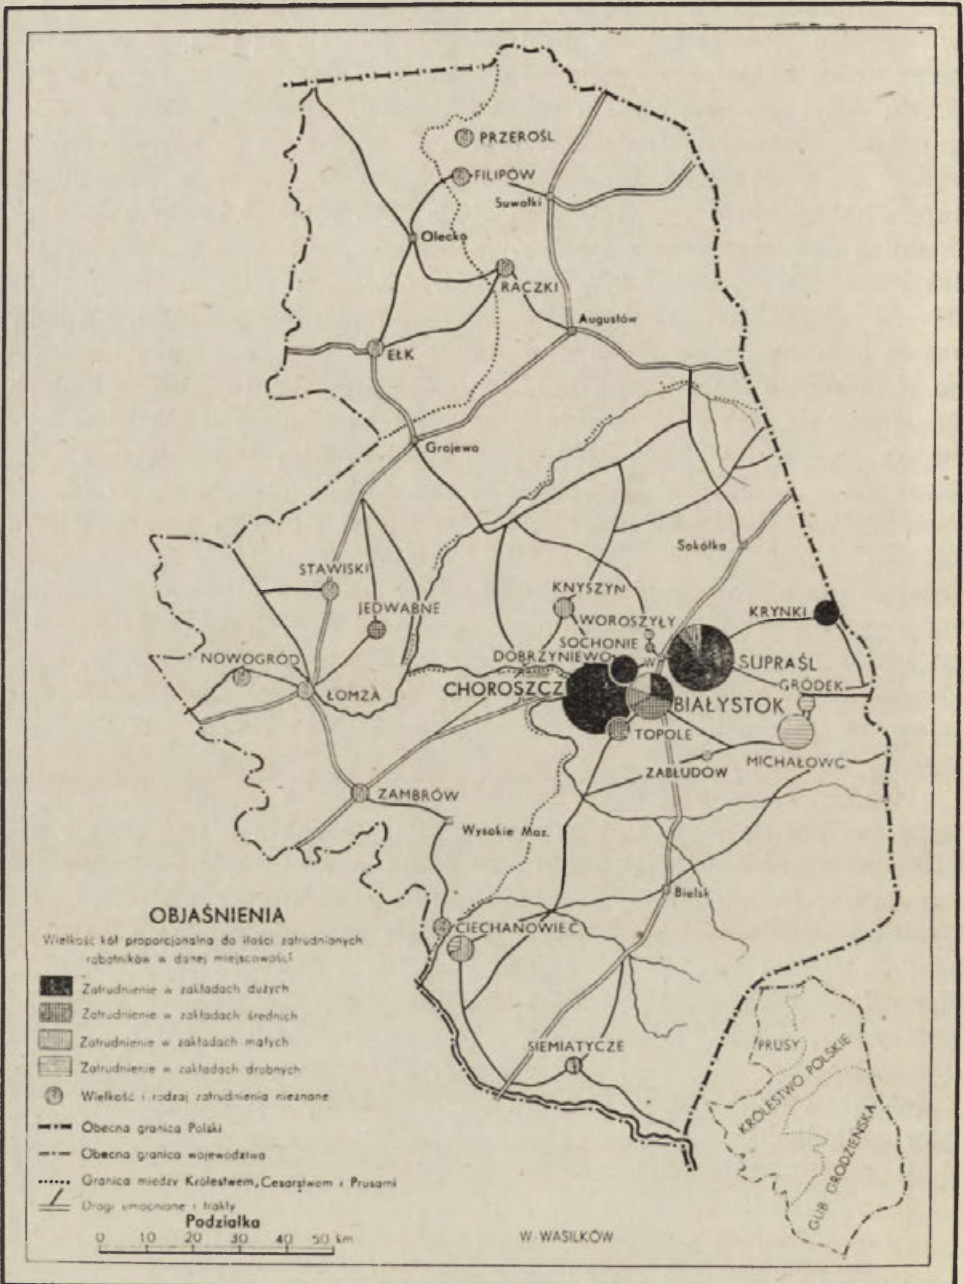 PRZEROŚL
FILIPÓW
Suwałki
Olecko
RACZKI
Augustów
EŁK
Grajewo
Sokółka
STAWISKI
KNYSZYN
JEDWABNE
WOROSZYŁY
KRYNKI
SOCHONIE
NOWOGRÓD
DOBRZYNIEWO
W
SUPRAŚL
CHOROSZCZ
GRÓDEK
ŁOMŻA
BIAŁYSTOK
TOPOLE
MICHAŁOWO
ZABŁUDÓW
ZAMBRÓW
Wysokie Maz.
Bielsk
CIECHANOWIEC
SIEMIATYCZE
OBJAŚNIENIA
Wielkość kół proporcjonalna do ilości zatrudnionych
robotników w danej miejscowości
Zatrudnienie w zakładach dużych
Zatrudnienie w zakładach średnich
Zatrudnienie w zakładach małych
Zatrudnienie w zakładach drobnych
? Wielkość i rodzaj zatrudnienia nieznane
Obecna granica Polski
Obecna granica województwa
Granica między Królestwem, Cesarstwem i Prusami
Drogi umocnione i trakty
Podziałka
0 10 20 30 40 50 km
W-WASILKÓW
PRUSY
KRÓLESTWO POLSKIE
GUB GRODZIEŃSKA